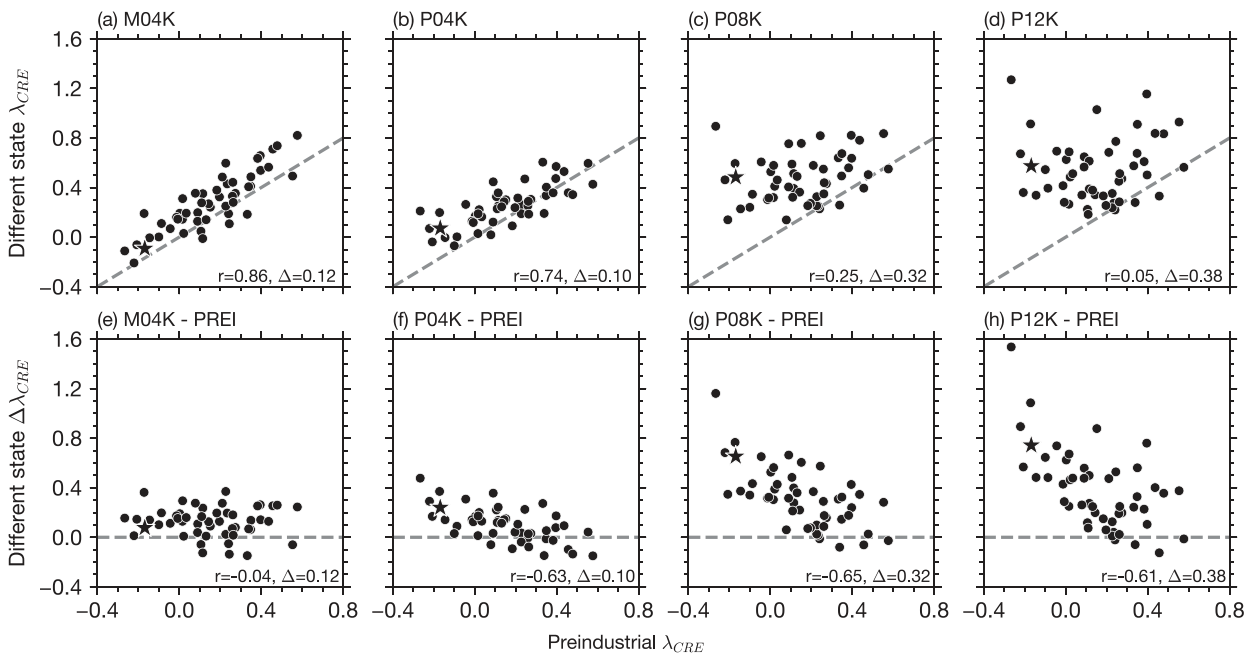 (a) M04K
(b) P04K
(c) P08K
(d) P12K
Different state λCRE
1.6
1.2
0.8
0.4
0.0
−0.4
r=0.86, Δ=0.12
r=0.74, Δ=0.10
r=0.25, Δ=0.32
r=0.05, Δ=0.38
(e) M04K - PREI
(f) P04K - PREI
(g) P08K - PREI
(h) P12K - PREI
Different state ΔλCRE
1.6
1.2
0.8
0.4
0.0
−0.4
r=−0.04, Δ=0.12
r=−0.63, Δ=0.10
r=−0.65, Δ=0.32
r=−0.61, Δ=0.38
−0.4 0.0 0.4 0.8
−0.4 0.0 0.4 0.8
−0.4 0.0 0.4 0.8
−0.4 0.0 0.4 0.8
Preindustrial λCRE